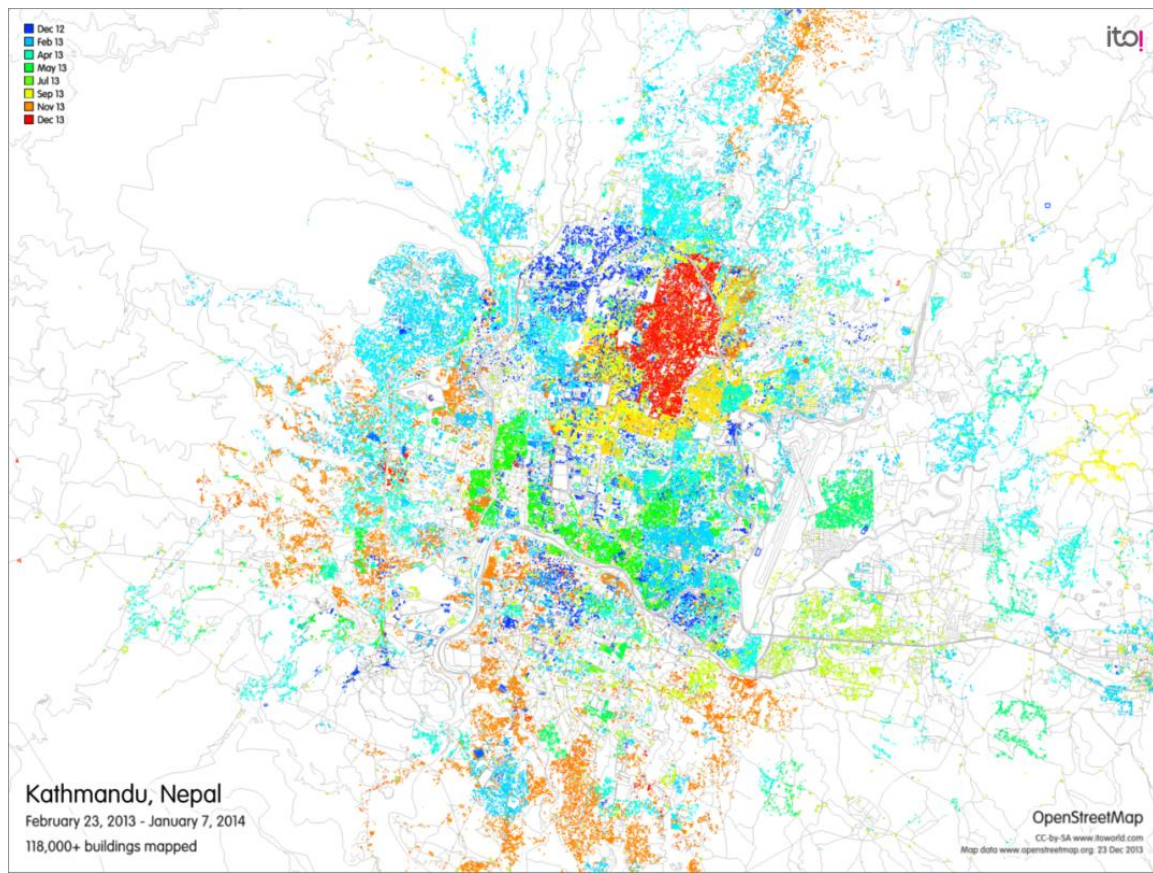 Dec 12
Feb 13
Apr 13
May 13
Jul 13
Sep 13
Nov 13
Dec 13
ito!
Kathmandu, Nepal
February 23, 2013 - January 7, 2014
118,000+ buildings mapped
OpenStreetMap
CC-by-SA www.itoworld.com
Map data www.openstreetmap.org 23 Dec 2013